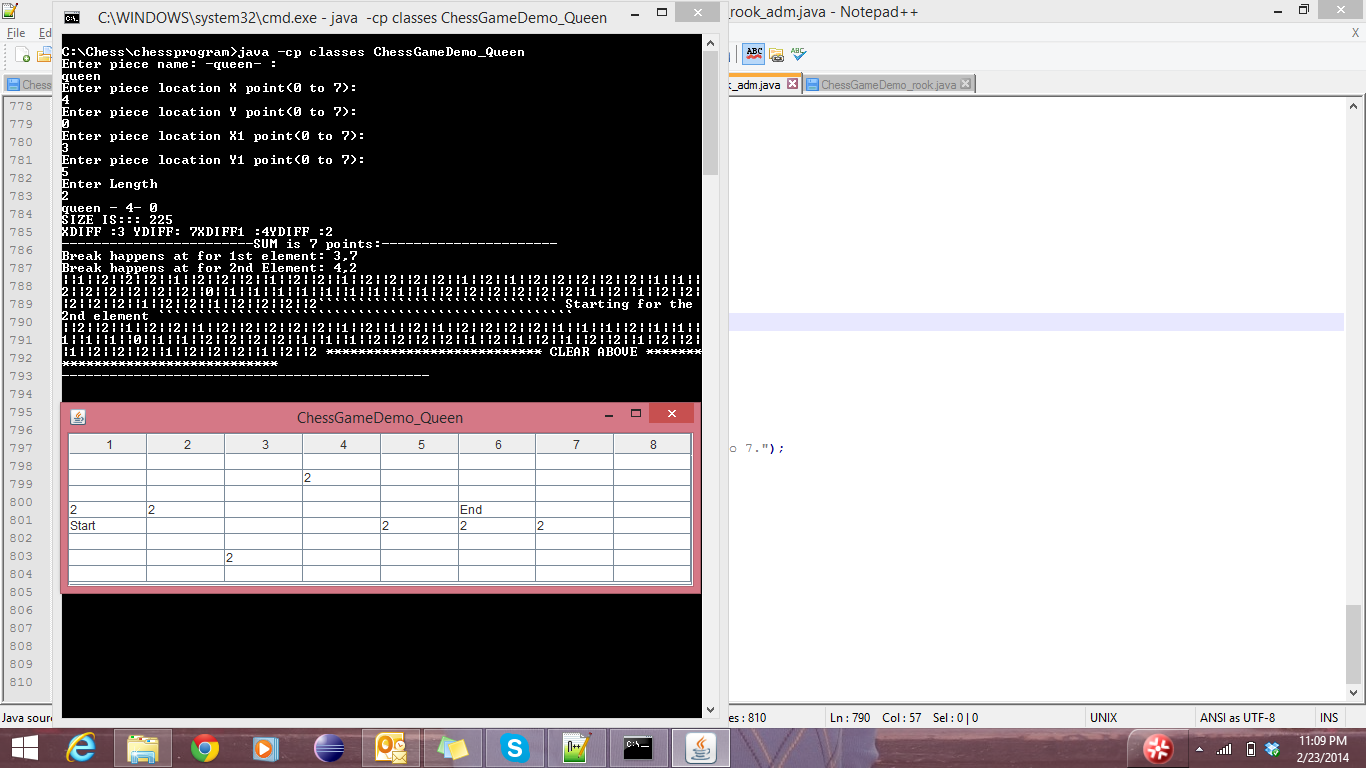 C:\WINDOWS\system32\cmd.exe - java -cp classes ChessGameDemo_Queen
rook_adm.java - Notepad++
File Ed
X
Chess
k_adm.java
ChessGameDemo_rook.java
C:\Chess\chessprogram>java -cp classes ChessGameDemo_Queen
Enter piece name: -queen- :
queen
Enter piece location X point(0 to 7):
4
Enter piece location Y point(0 to 7):
0
Enter piece location X1 point(0 to 7):
3
Enter piece location Y1 point(0 to 7):
5
Enter Length
2
queen - 4- 0
SIZE IS::: 225
XDIFF :3 YDIFF: 7XDIFF1 :4YDIFF :2
------------------------SUM is 7 points:----------------------
Break happens at for 1st element: 3,7
Break happens at for 2nd Element: 4,2
Starting for the
2nd element
CLEAR ABOVE
ChessGameDemo_Queen
1 2 3 4 5 6 7 8
2
2 2 End
Start 2 2 2
2
778
779
780
781
782
783
784
785
786
787
788
789
790
791
792
793
794
795
796
797
798
799
800
801
802
803
804
805
806
807
808
809
810
o 7.");
Java sour
es : 810
Ln : 790 Col : 57 Sel : 0 | 0
UNIX
ANSI as UTF-8
INS
11:09 PM
2/23/2014